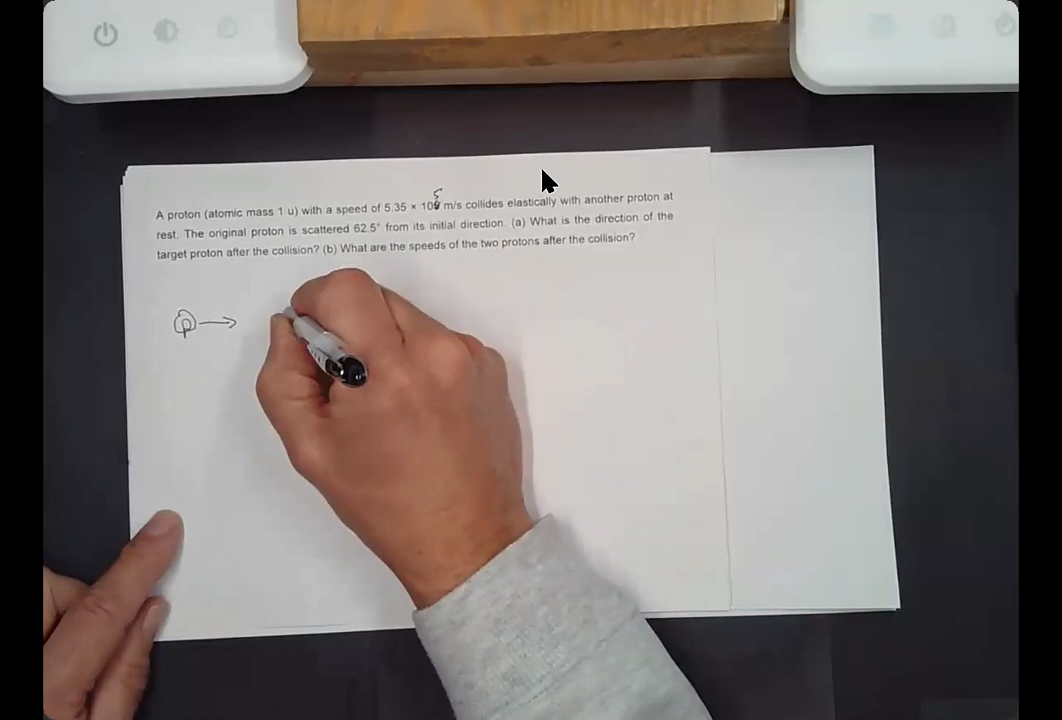 5
A proton (atomic mass 1 u) with a speed of 5.35 × 10 m/s collides elastically with another proton at
rest. The original proton is scattered 62.5° from its initial direction. (a) What is the direction of the
target proton after the collision? (b) What are the speeds of the two protons after the collision?
p